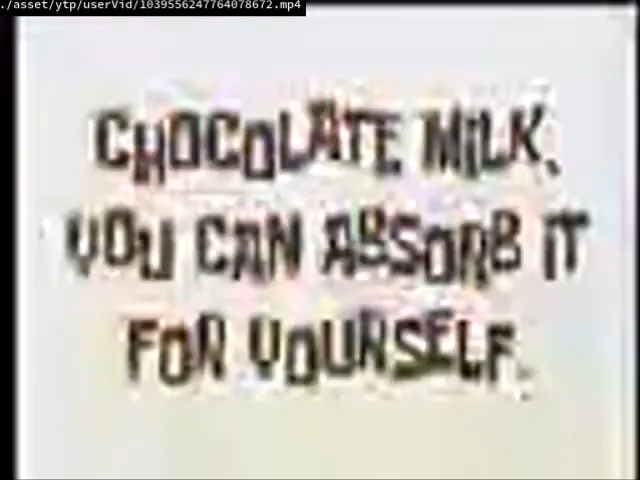 ./asset/ytp/userVid/1039556247764078672.mp4
CHOCOLATE MILK.
YOU CAN ABSORB IT
FOR YOURSELF.